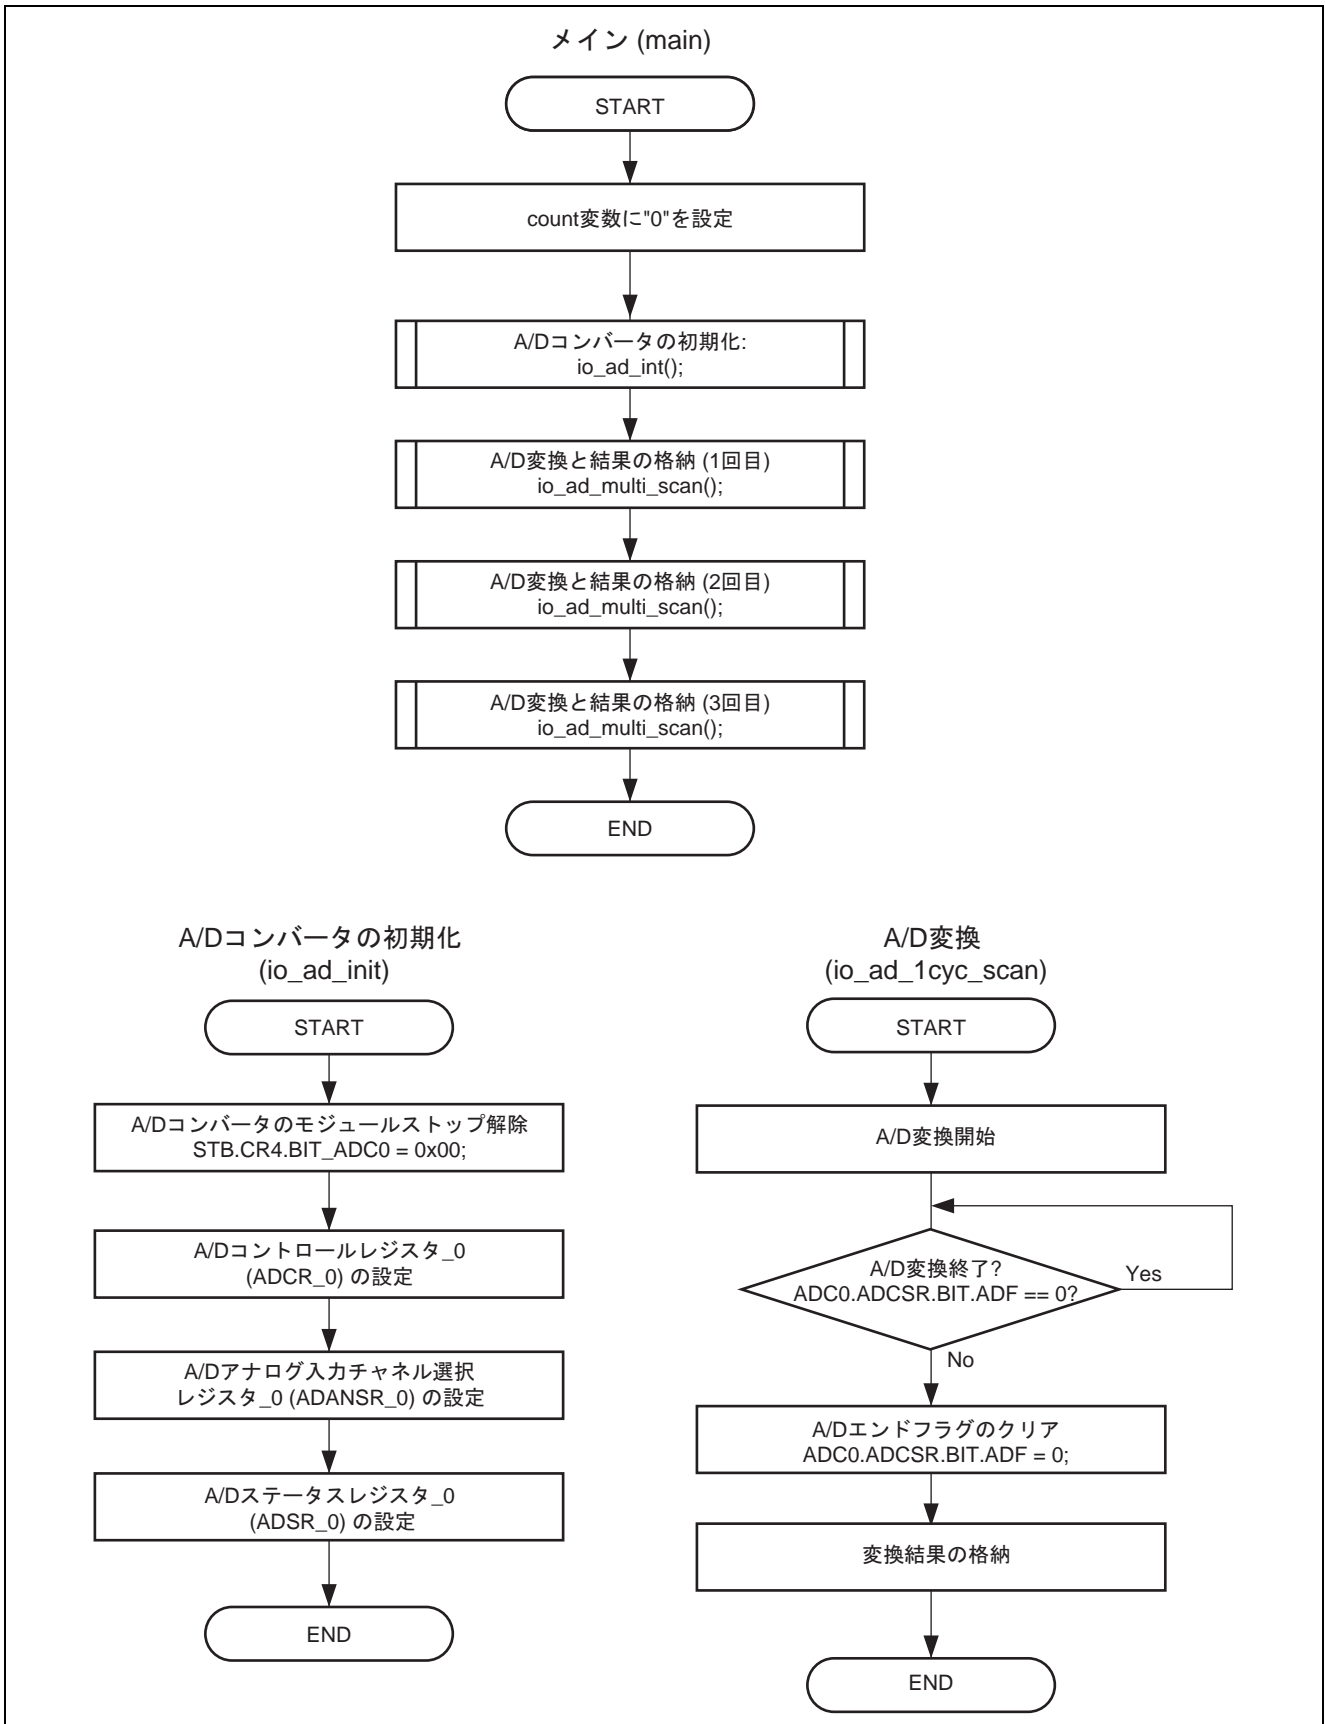 メイン (main)
START
count変数に"0"を設定
A/Dコンバータの初期化:
io_ad_int();
A/D変換と結果の格納 (1回目)
io_ad_multi_scan();
A/D変換と結果の格納 (2回目)
io_ad_multi_scan();
A/D変換と結果の格納 (3回目)
io_ad_multi_scan();
END
A/Dコンバータの初期化
(io_ad_init)
START
A/Dコンバータのモジュールストップ解除
STB.CR4.BIT_ADC0 = 0x00;
A/Dコントロールレジスタ_0
(ADCR_0) の設定
A/Dアナログ入力チャネル選択
レジスタ_0 (ADANSR_0) の設定
A/Dステータスレジスタ_0
(ADSR_0) の設定
END
A/D変換
(io_ad_1cyc_scan)
START
A/D変換開始
A/D変換終了?
ADC0.ADCSR.BIT.ADF == 0?
Yes
No
A/Dエンドフラグのクリア
ADC0.ADCSR.BIT.ADF = 0;
変換結果の格納
END